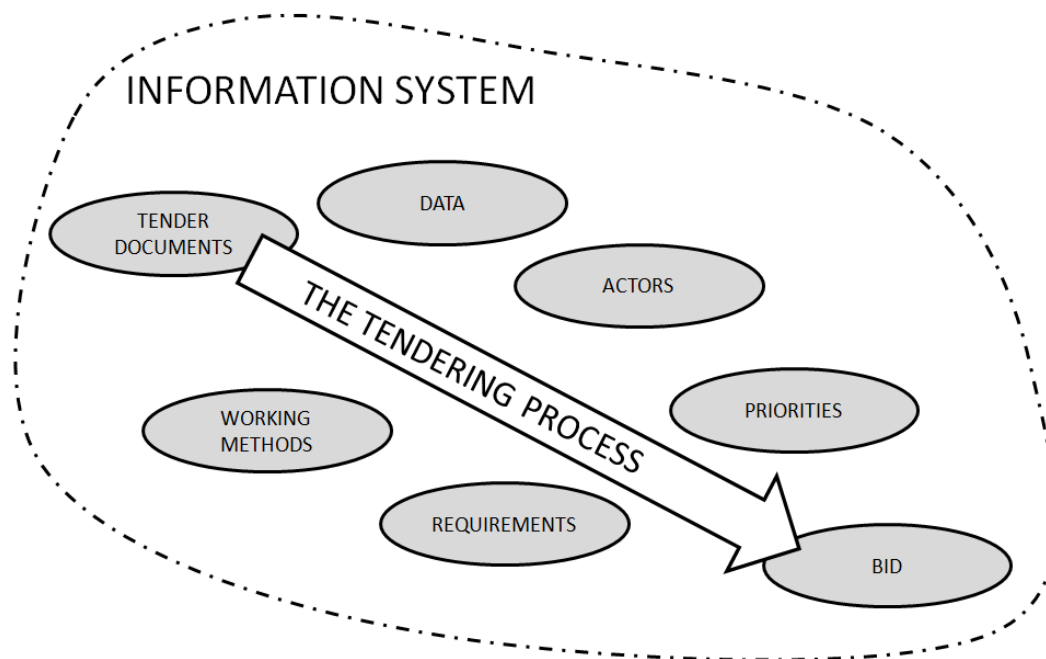 INFORMATION SYSTEM
DATA
TENDER
DOCUMENTS
ACTORS
THE TENDERING PROCESS
PRIORITIES
WORKING
METHODS
REQUIREMENTS
BID